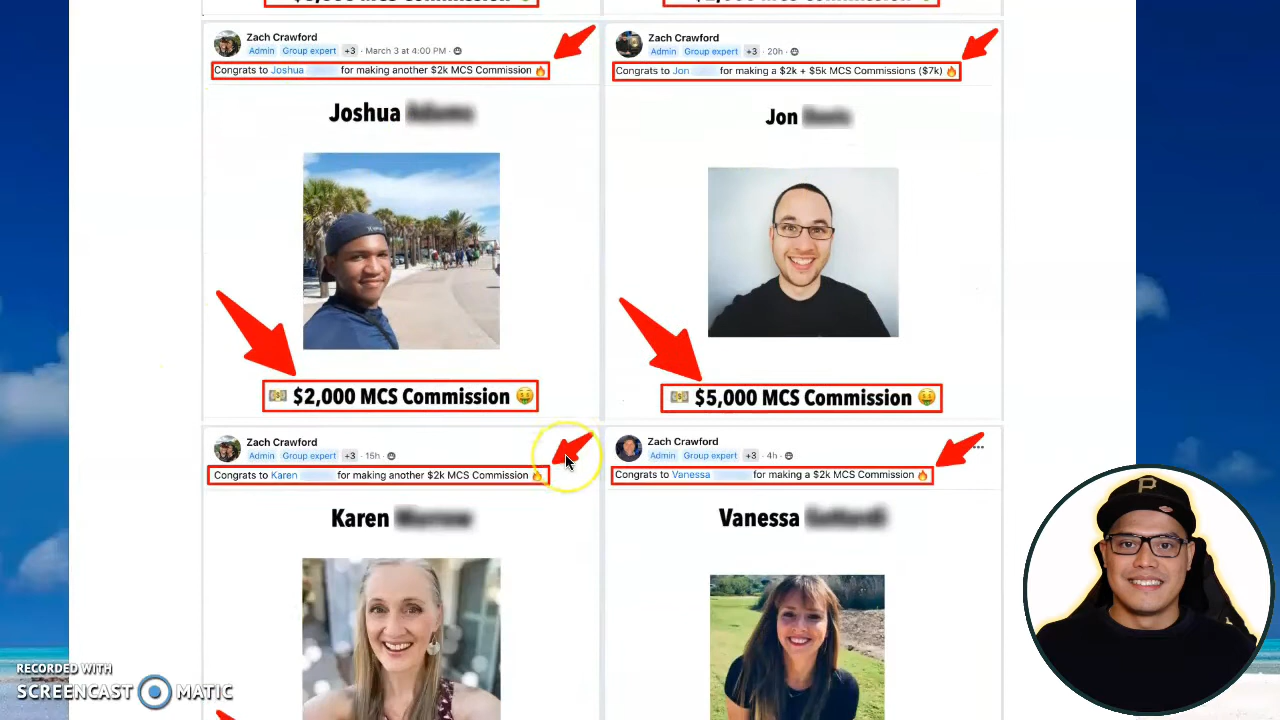 MCS Commission
Zach Crawford
Admin Group expert +3 · March 3 at 4:00 PM ·
Congrats to Joshua for making another $2k MCS Commission 🔥
Joshua
💵 $2,000 MCS Commission 🤑
Zach Crawford
Admin Group expert +3 · 20h ·
Congrats to Jon for making a $2k + $5k MCS Commissions ($7k) 🔥
Jon
💵 $5,000 MCS Commission 🤑
Zach Crawford
Admin Group expert +3 · 15h ·
Congrats to Karen for making another $2k MCS Commission 🔥
Karen
Zach Crawford
Admin Group expert +3 · 4h ·
Congrats to Vanessa for making a $2k MCS Commission 🔥
Vanessa
P
RECORDED WITH
SCREENCAST MATIC